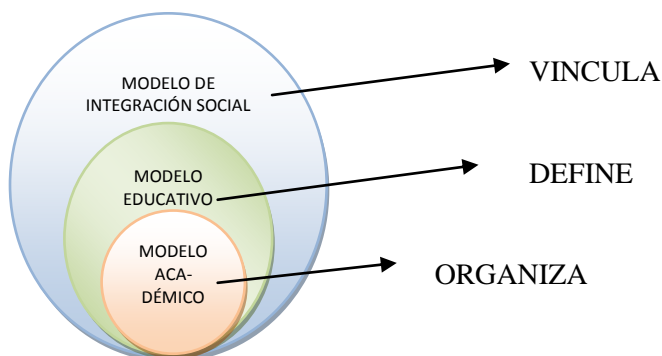 MODELO DE
INTEGRACIÓN SOCIAL
VINCULA
MODELO
EDUCATIVO
DEFINE
MODELO
ACA-
DÉMICO
ORGANIZA